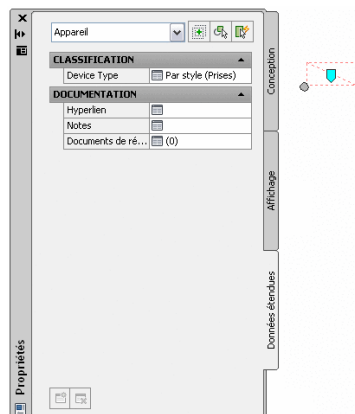 Appareil
CLASSIFICATION
Device Type Par style (Prises)
DOCUMENTATION
Hyperlien
Notes
Documents de ré... (0)
Conception
Affichage
Données étendues
Propriétés